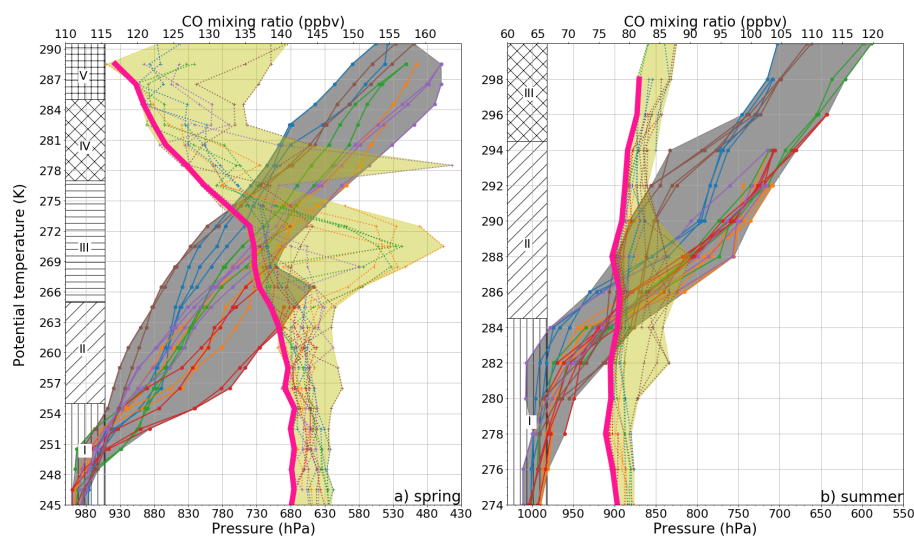 CO mixing ratio (ppbv)
110 115 120 125 130 135 140 145 150 155 160
290
287
284
281
278
275
272
269
266
263
260
257
254
251
248
245
Potential temperature (K)
V
IV
III
II
I
a) spring
980 930 880 830 780 730 680 630 580 530 480 430
Pressure (hPa)
CO mixing ratio (ppbv)
60 65 70 75 80 85 90 95 100 105 110 115 120
298
296
294
292
290
288
286
284
282
280
278
276
274
III
II
I
b) summer
1000 950 900 850 800 750 700 650 600 550
Pressure (hPa)